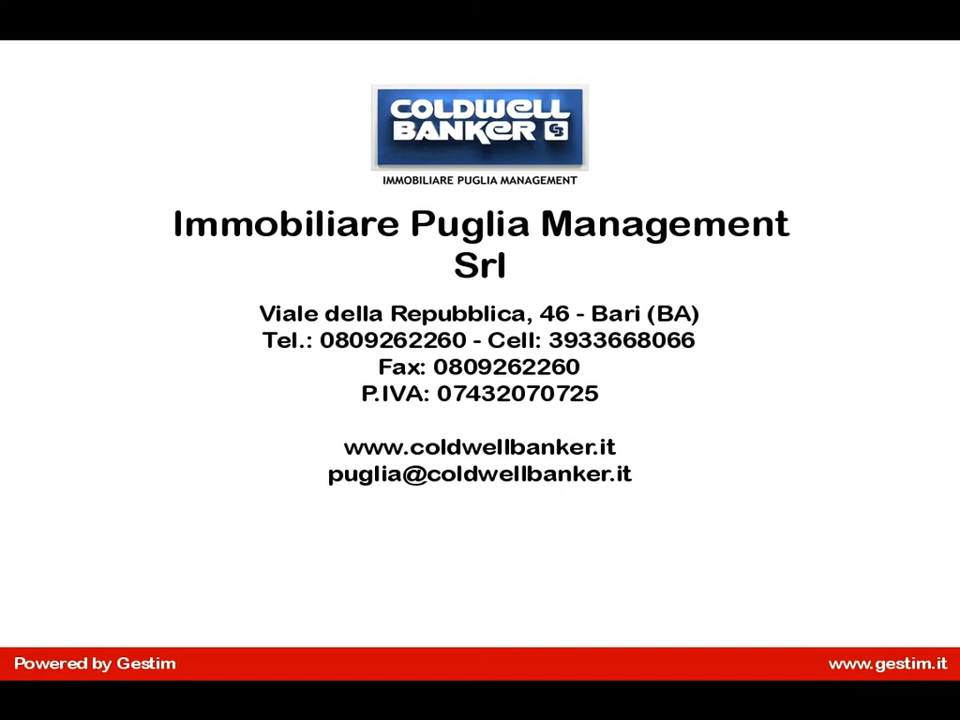 COLDWELL
BANKER CB
IMMOBILIARE PUGLIA MANAGEMENT
Immobiliare Puglia Management
Srl
Viale della Repubblica, 46 - Bari (BA)
Tel.: 0809262260 - Cell: 3933668066
Fax: 0809262260
P.IVA: 07432070725
www.coldwellbanker.it
puglia@coldwellbanker.it
Powered by Gestim
www.gestim.it